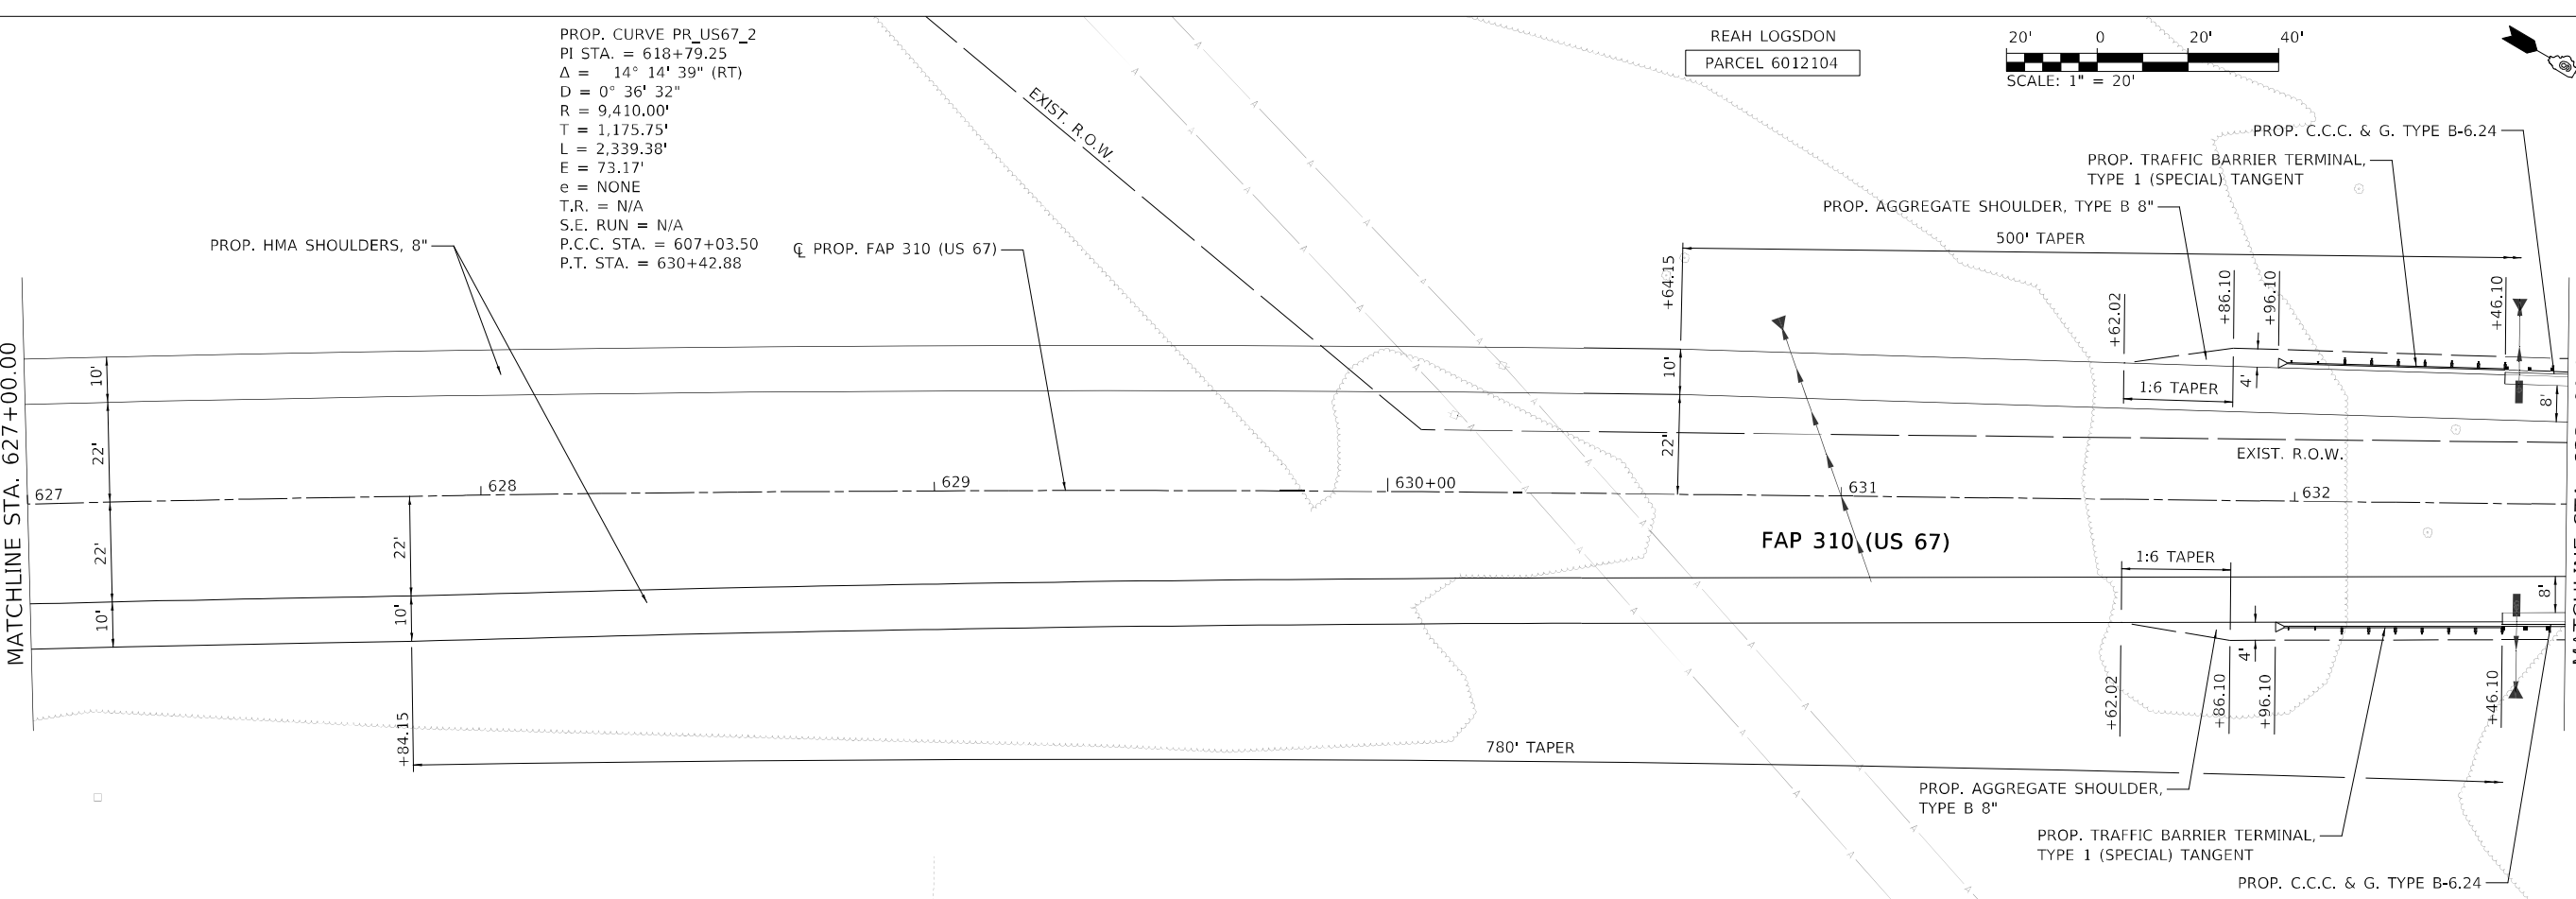 PROP. CURVE PR_US67_2
PI STA. = 618+79.25
Δ = 14° 14' 39" (RT)
D = 0° 36' 32"
R = 9,410.00'
T = 1,175.75'
L = 2,339.38'
E = 73.17'
e = NONE
T.R. = N/A
S.E. RUN = N/A
P.C.C. STA. = 607+03.50
P.T. STA. = 630+42.88
REAH LOGSDON
PARCEL 6012104
20' 0 20' 40'
SCALE: 1" = 20'
EXIST. R.O.W.
PROP. HMA SHOULDERS, 8"
℄ PROP. FAP 310 (US 67)
PROP. C.C.C. & G. TYPE B-6.24
PROP. TRAFFIC BARRIER TERMINAL,
TYPE 1 (SPECIAL) TANGENT
PROP. AGGREGATE SHOULDER, TYPE B 8"
500' TAPER
+64.15
+62.02
+86.10
+96.10
+46.10
MATCHLINE STA. 627+00.00
10'
22'
22'
10'
22'
10'
10'
22'
1:6 TAPER
4'
8'
EXIST. R.O.W.
627
628
629
630+00
631
632
FAP 310 (US 67)
1:6 TAPER
4'
8'
+84.15
+62.02
+86.10
+96.10
+46.10
780' TAPER
PROP. AGGREGATE SHOULDER,
TYPE B 8"
PROP. TRAFFIC BARRIER TERMINAL,
TYPE 1 (SPECIAL) TANGENT
PROP. C.C.C. & G. TYPE B-6.24